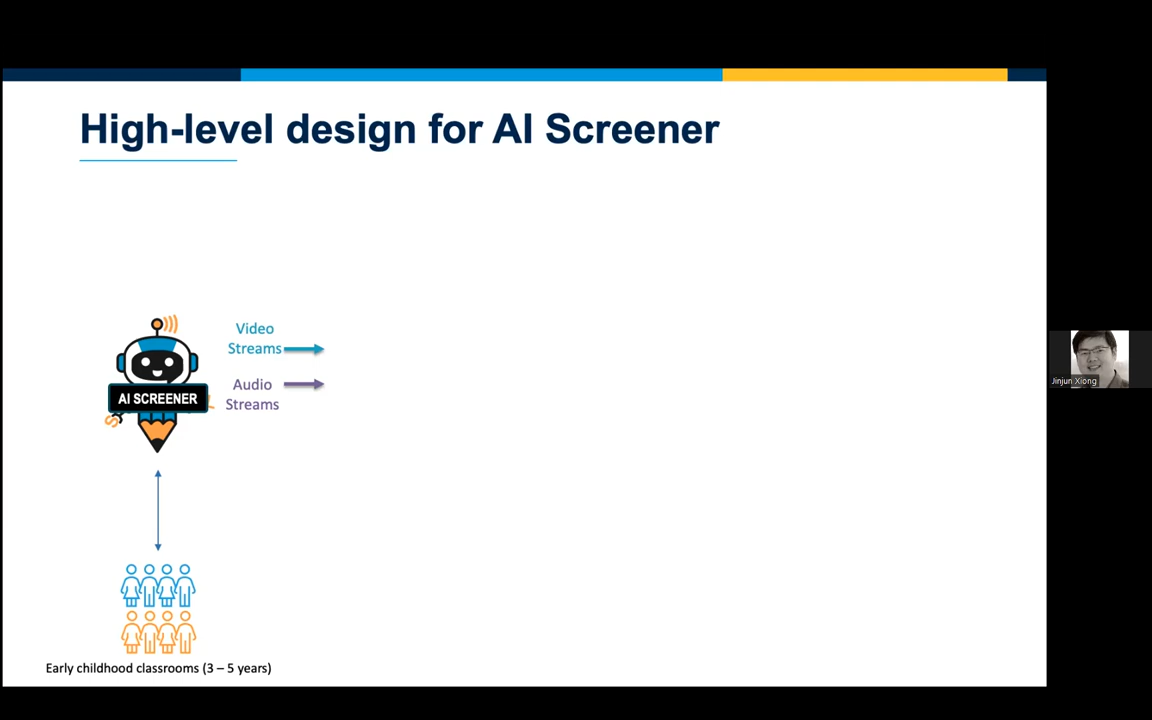 High-level design for AI Screener
Video
Streams
Audio
Streams
AI SCREENER
Jinjun Xiong
Early childhood classrooms (3 – 5 years)